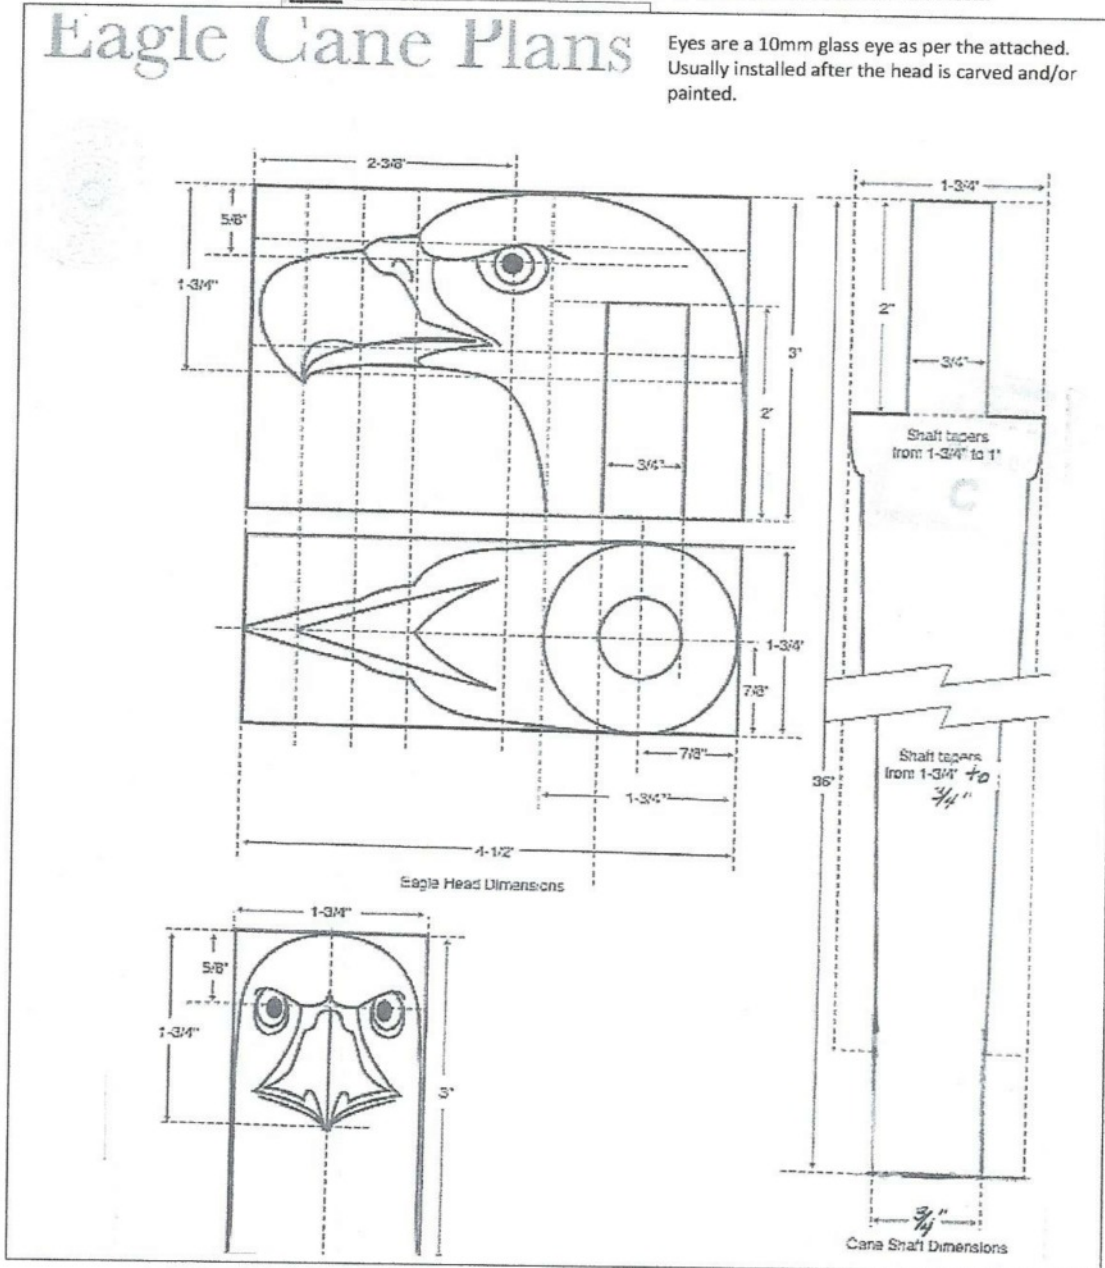 Eagle Cane Plans
Eyes are a 10mm glass eye as per the attached.
Usually installed after the head is carved and/or
painted.
2-3/8"
5/8"
1-3/4"
3/4"
2"
3"
1-3/4"
2"
3/4"
Shaft tapers
from 1-3/4" to 1"
C
1-3/4"
7/8"
7/8"
1-3/4"
4-1/2"
Eagle Head Dimensions
36"
Shaft tapers
from 1-3/4" to
3/4"
1-3/4"
5/8"
1-3/4"
3"
3/4"
Cane Shaft Dimensions